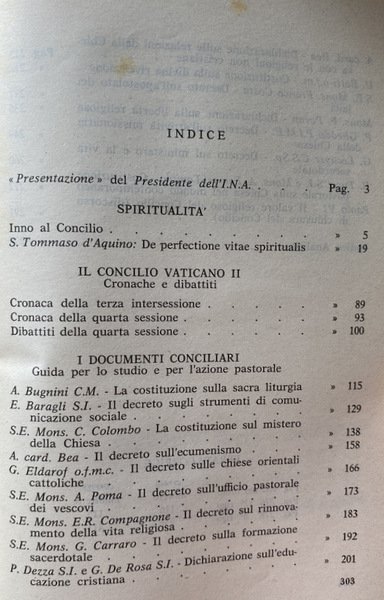 INDICE
«Presentazione» del Presidente dell'I.N.A. . . . Pag. 3
SPIRITUALITA'
Inno al Concilio . . . . . . . . » 5
S. Tommaso d'Aquino: De perfectione vitae spiritualis » 19
IL CONCILIO VATICANO II
Cronache e dibattiti
Cronaca della terza intersessione . . . . » 89
Cronaca della quarta sessione . . . . . » 93
Dibattiti della quarta sessione . . . . . » 100
I DOCUMENTI CONCILIARI
Guida per lo studio e per l'azione pastorale
A. Bugnini C.M. - La costituzione sulla sacra liturgia » 115
E. Baragli S.I. - Il decreto sugli strumenti di comu-
nicazione sociale . . . . . . . » 129
S.E. Mons. C. Colombo - La costituzione sul mistero
della Chiesa . . . . . . . . » 138
A. card. Bea - Il decreto sull'ecumenismo . . » 158
G. Eldarof o.f.m.c. - Il decreto sulle chiese orientali
cattoliche . . . . . . . . » 166
S.E. Mons. A. Poma - Il decreto sull'ufficio pastorale
dei vescovi . . . . . . . . » 173
S.E. Mons. E.R. Compagnone - Il decreto sul rinnova-
mento della vita religiosa . . . . . » 183
S.E. Mons. G. Carraro - Il decreto sulla formazione
sacerdotale . . . . . . . . » 192
P. Dezza S.I. e G. De Rosa S.I. - Dichiarazione sull'edu-
cazione cristiana . . . . . . . » 201
303